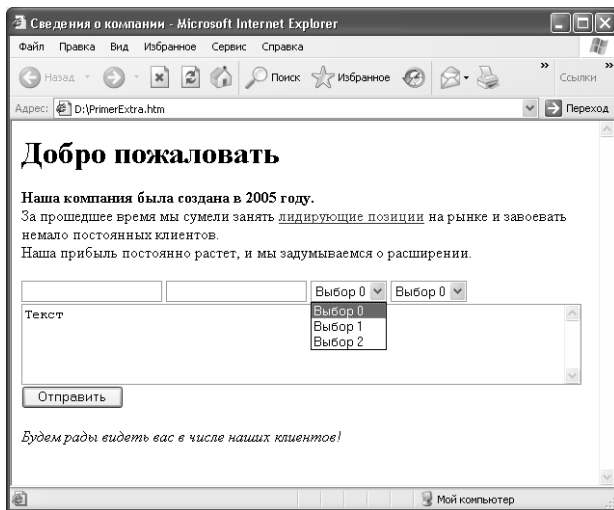 Сведения о компании - Microsoft Internet Explorer
Файл Правка Вид Избранное Сервис Справка
Назад Поиск Избранное » Ссылки »
Адрес: D:\PrimerExtra.htm Переход
Добро пожаловать
Наша компания была создана в 2005 году.
За прошедшее время мы сумели занять лидирующие позиции на рынке и завоевать
немало постоянных клиентов.
Наша прибыль постоянно растет, и мы задумываемся о расширении.
Выбор 0 Выбор 0
Текст
Выбор 0
Выбор 1
Выбор 2
Отправить
Будем рады видеть вас в числе наших клиентов!
Мой компьютер